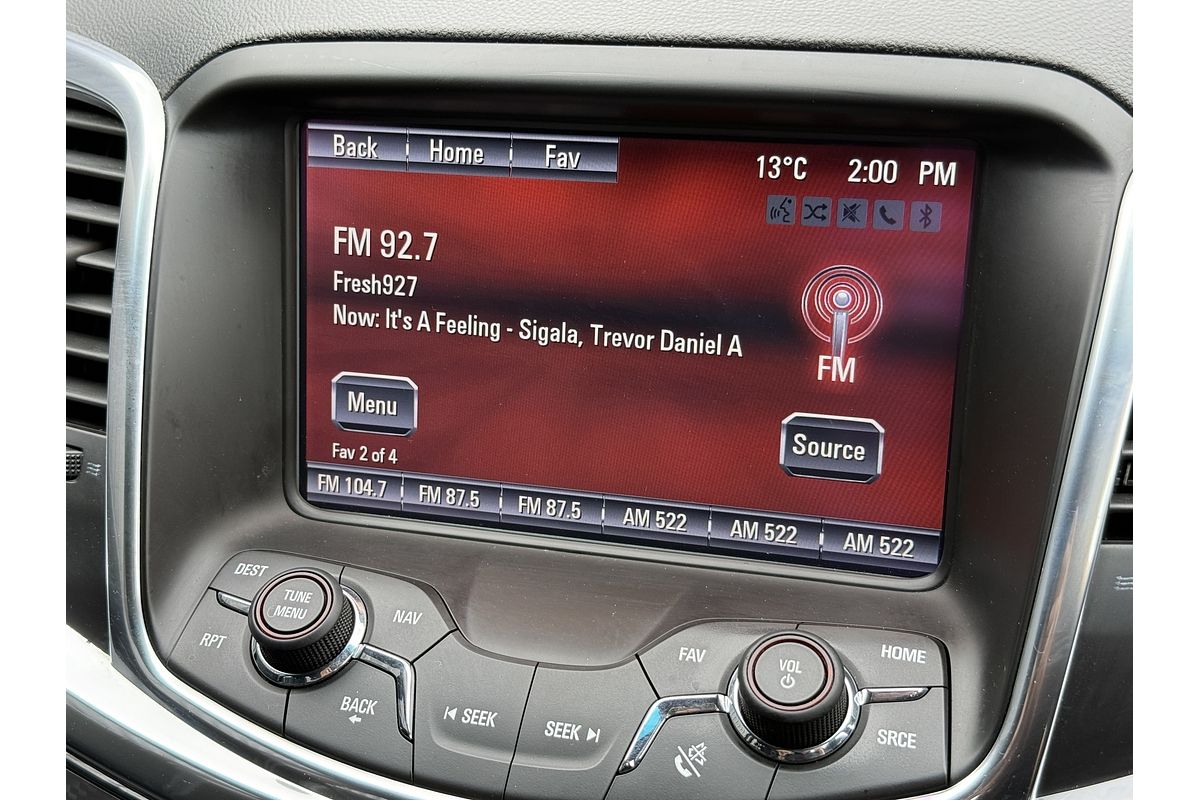 Back Home Fav
13°C 2:00 PM
FM 92.7
Fresh927
Now: It's A Feeling - Sigala, Trevor Daniel A
FM
Menu
Source
Fav 2 of 4
FM 104.7 FM 87.5 FM 87.5 AM 522 AM 522 AM 522
DEST
TUNE
MENU
NAV
RPT
BACK
SEEK
SEEK
FAV
VOL
HOME
SRCE